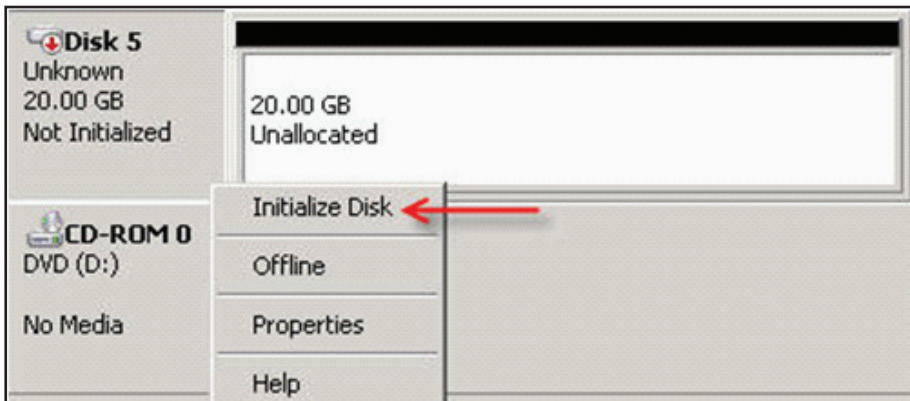 Disk 5
Unknown
20.00 GB
Not Initialized
20.00 GB
Unallocated
CD-ROM 0
DVD (D:)
No Media
Initialize Disk
Offline
Properties
Help